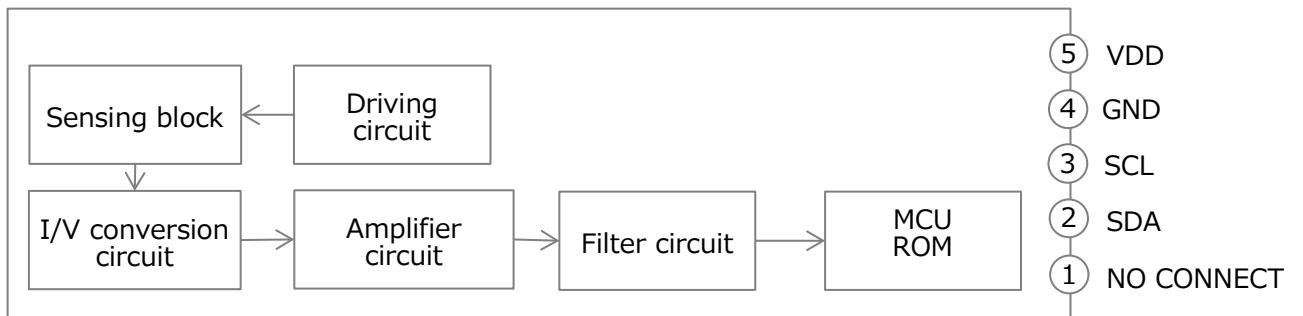 Sensing block
Driving
circuit
I/V conversion
circuit
Amplifier
circuit
Filter circuit
MCU
ROM
5 VDD
4 GND
3 SCL
2 SDA
1 NO CONNECT